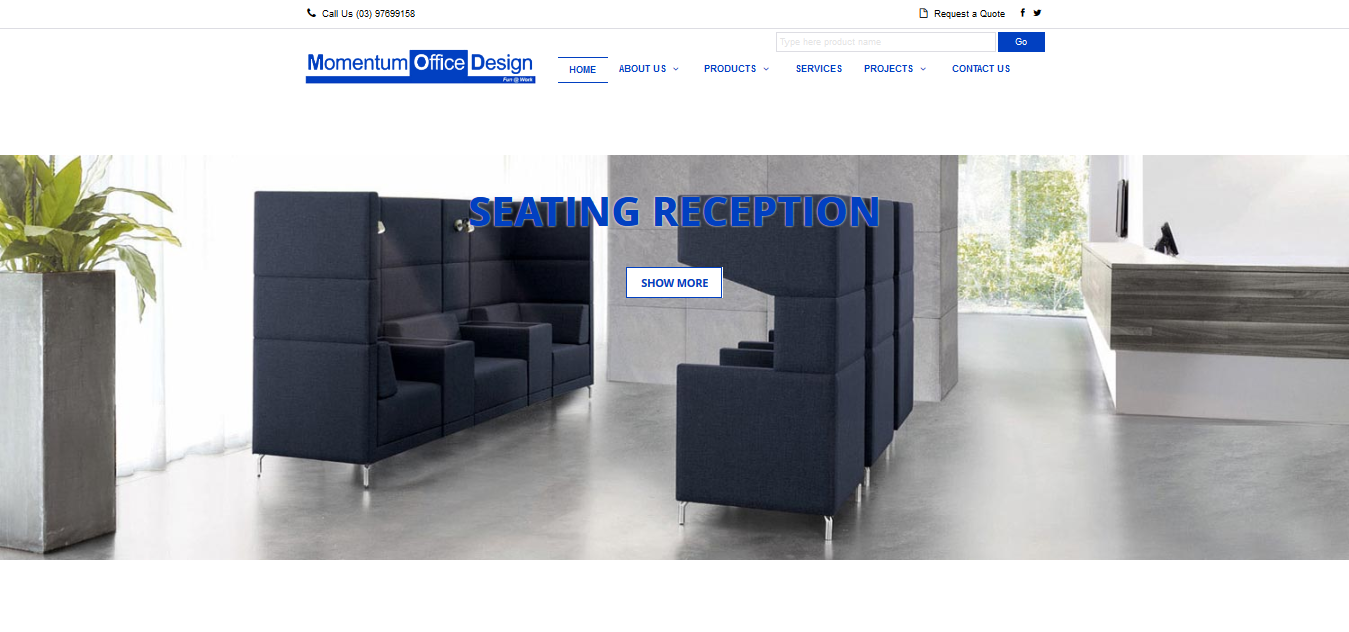 Call Us (03) 97699158
Request a Quote
Type here product name
Go
Momentum Office Design
Fun @ Work
HOME
ABOUT US
PRODUCTS
SERVICES
PROJECTS
CONTACT US
SEATING RECEPTION
SHOW MORE